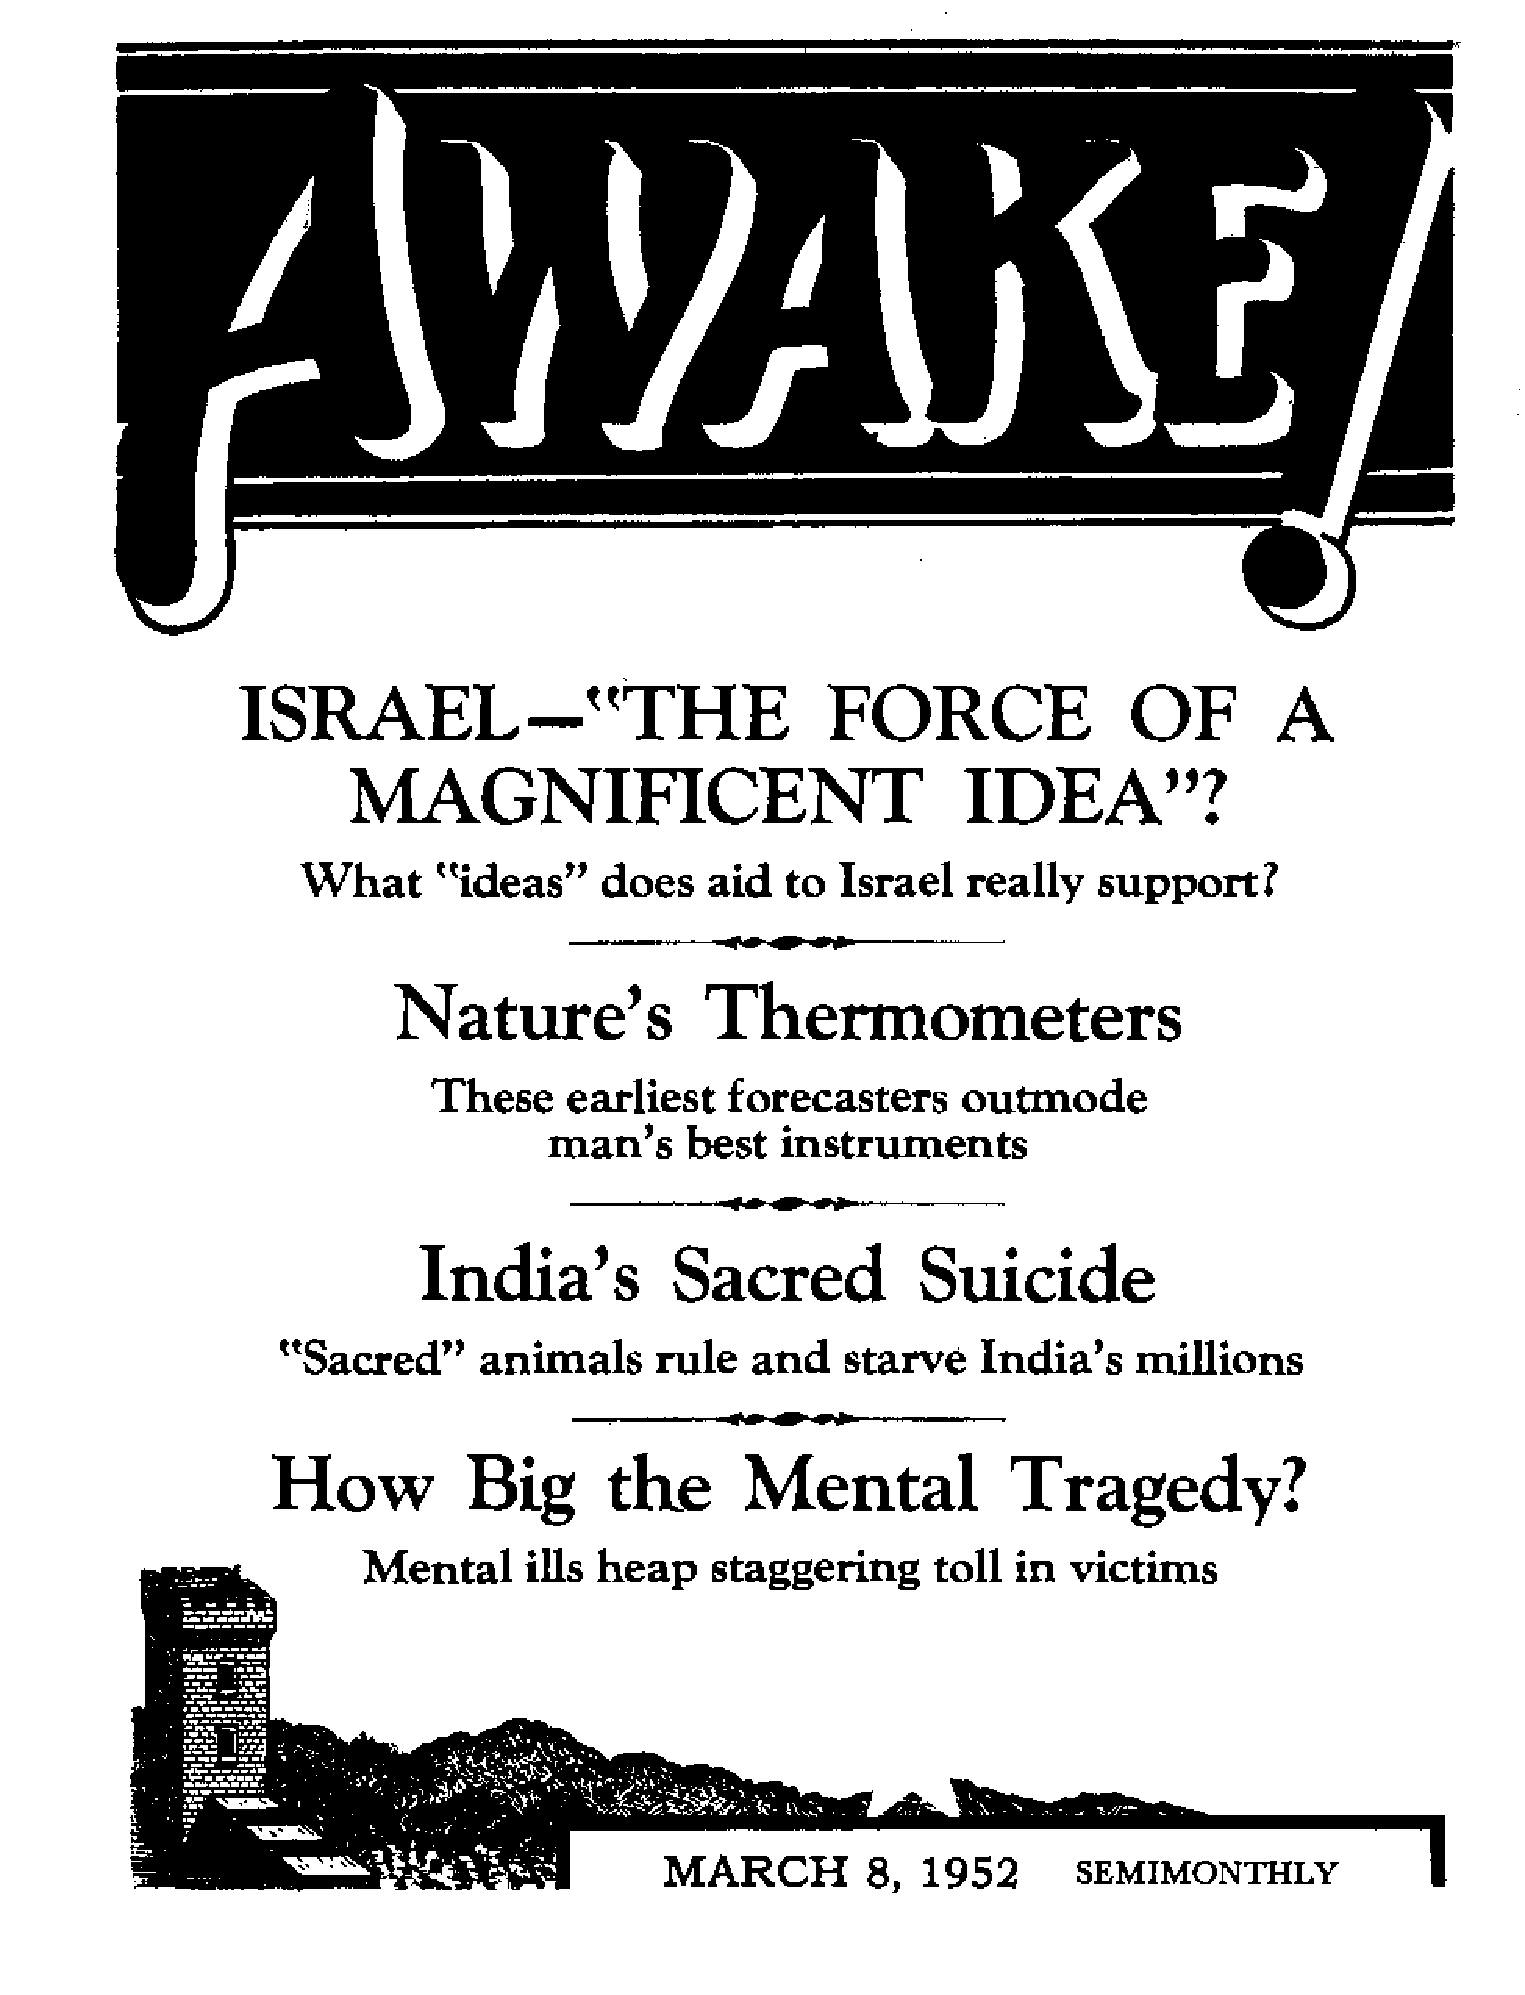 AWAKE!
ISRAEL—"THE FORCE OF A
MAGNIFICENT IDEA"?
What "ideas" does aid to Israel really support?
Nature's Thermometers
These earliest forecasters outmode
man's best instruments
India's Sacred Suicide
"Sacred" animals rule and starve India's millions
How Big the Mental Tragedy?
Mental ills heap staggering toll in victims
MARCH 8, 1952 SEMIMONTHLY